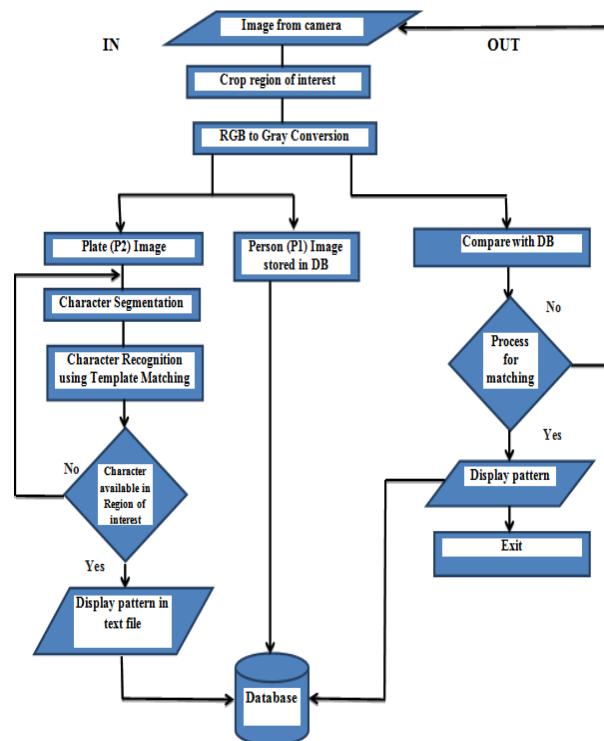 Image from camera
IN
OUT
Crop region of interest
RGB to Gray Conversion
Plate (P2) Image
Person (P1) Image
stored in DB
Compare with DB
Character Segmentation
No
Character Recognition
using Template Matching
Process
for
matching
Yes
No
Character
available in
Region of
interest
Display pattern
Yes
Exit
Display pattern in
text file
Database